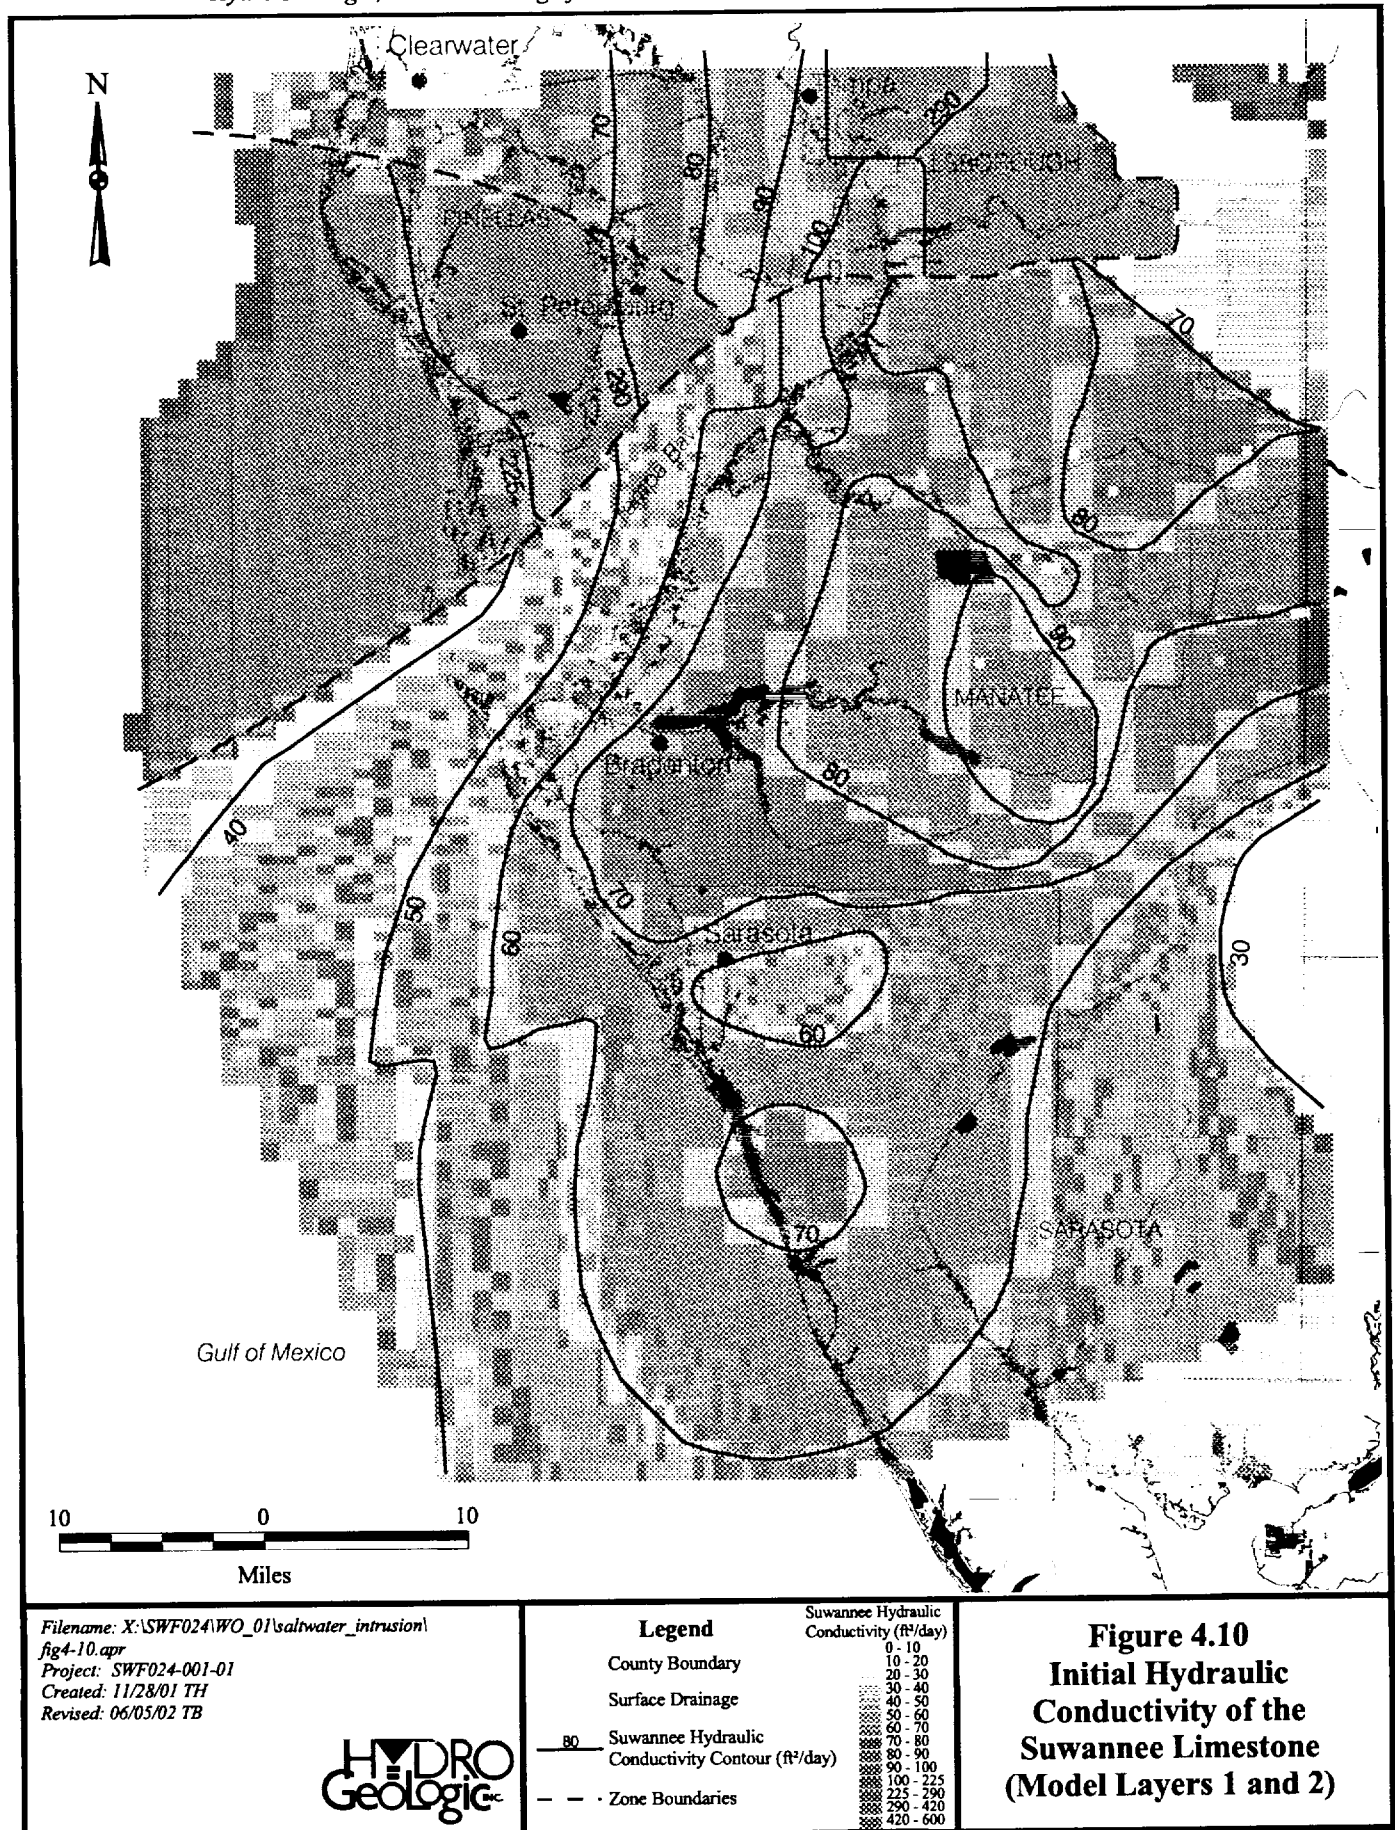 Clearwater
N
70
80
90
100
290
PINELLAS
St. Petersburg
290
225
70
80
90
MANATEE
Bradenton
80
40
50
60
70
Sarasota
60
30
70
SARASOTA
Gulf of Mexico
10 0 10
Miles
Filename: X:\SWF024\WO_01\saltwater_intrusion\
fig4-10.apr
Project: SWF024-001-01
Created: 11/28/01 TH
Revised: 06/05/02 TB
HYDRO
GeoLogic INC.
Legend
County Boundary
Surface Drainage
80 Suwannee Hydraulic
Conductivity Contour (ft²/day)
Zone Boundaries
Suwannee Hydraulic
Conductivity (ft²/day)
0 - 10
10 - 20
20 - 30
30 - 40
40 - 50
50 - 60
60 - 70
70 - 80
80 - 90
90 - 100
100 - 225
225 - 290
290 - 420
420 - 600
Figure 4.10
Initial Hydraulic
Conductivity of the
Suwannee Limestone
(Model Layers 1 and 2)